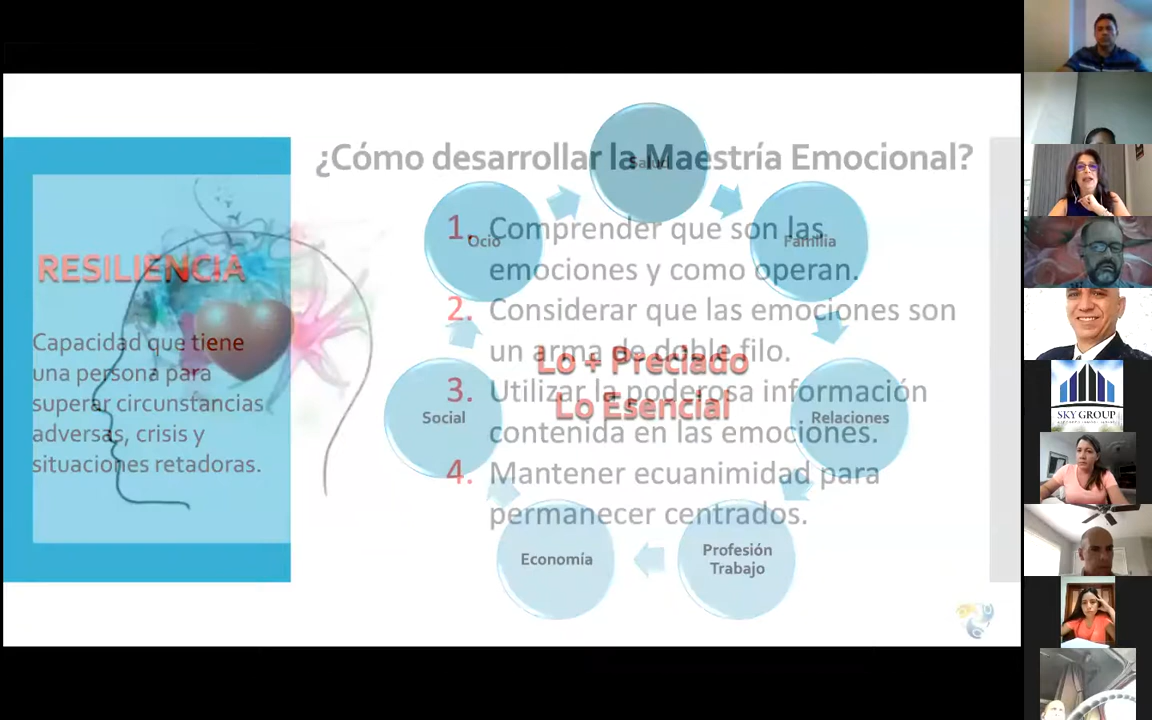 ¿Cómo desarrollar la Maestría Emocional?
1. Comprender que son las
emociones y como operan.
2. Considerar que las emociones son
un arma de doble filo.
3. Utilizar la poderosa información
contenida en las emociones.
4. Mantener ecuanimidad para
permanecer centrados.
RESILIENCIA
Capacidad que tiene
una persona para
superar circunstancias
adversas, crisis y
situaciones retadoras.
Salud
Familia
Relaciones
Profesión
Trabajo
Economía
Social
Ocio
Lo + Preciado
Lo Esencial
SKY GROUP